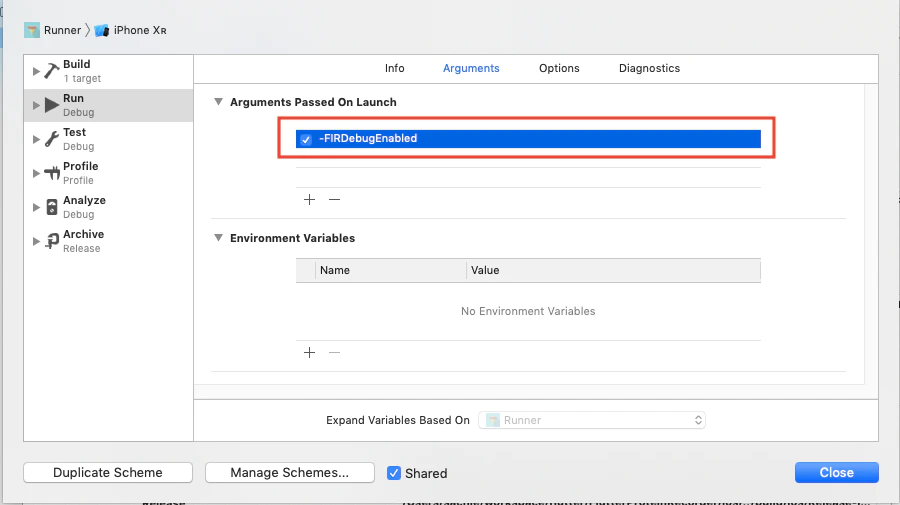 Runner iPhone XR
Info Arguments Options Diagnostics
Build
1 target
Run
Debug
Test
Debug
Profile
Profile
Analyze
Debug
Archive
Release
Arguments Passed On Launch
-FIRDebugEnabled
Environment Variables
Name Value
No Environment Variables
Expand Variables Based On Runner
Duplicate Scheme Manage Schemes... Shared Close
Release